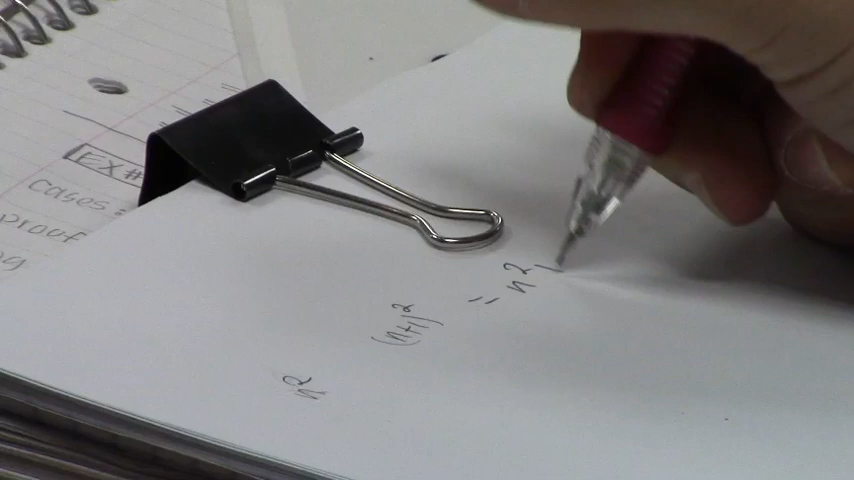 EX#
Cases =
proof
n² (n+1)² = n²